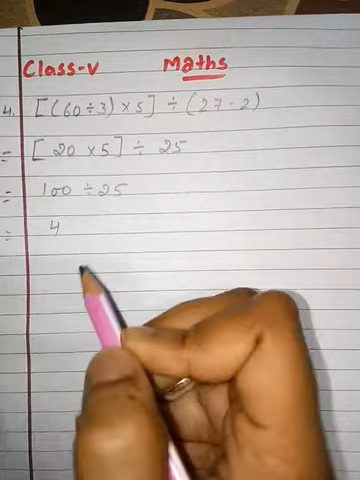 Class-V Maths
4. [(60÷3) × 5] ÷ (27-2)
= [20 × 5] ÷ 25
= 100 ÷ 25
= 4